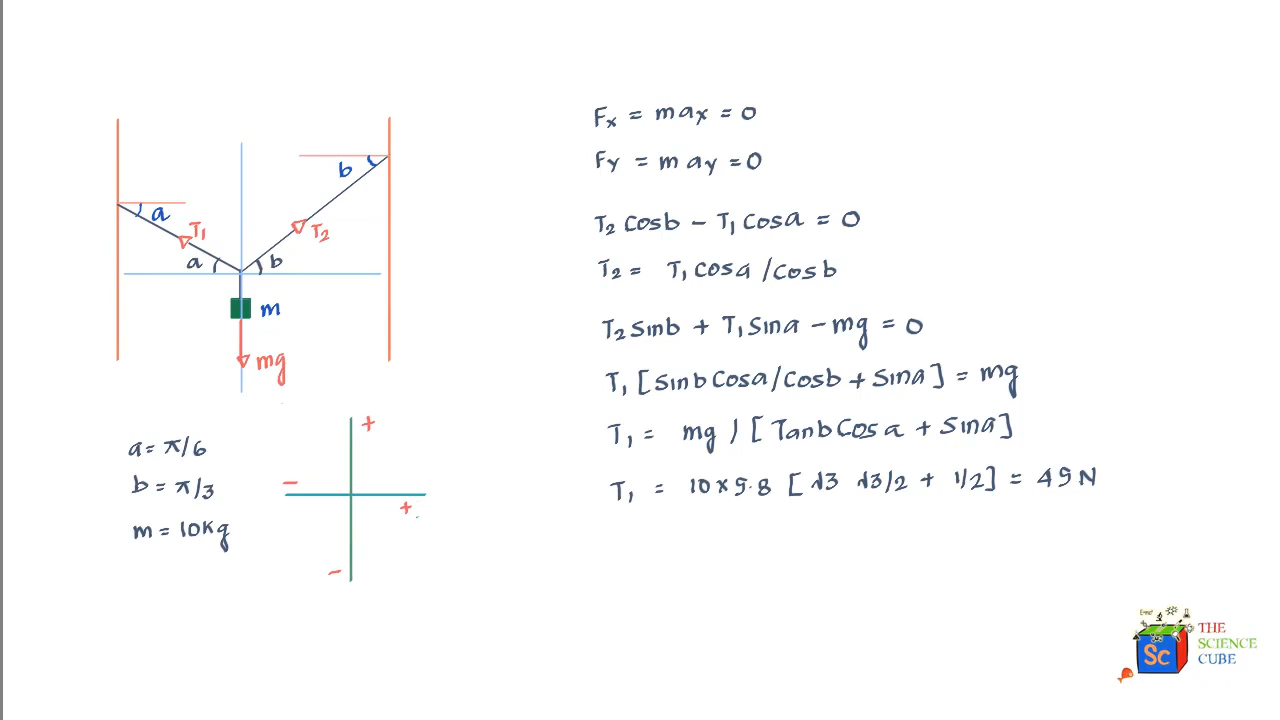 Fx = max = 0
Fy = may = 0
T2 Cosb - T1 Cosa = 0
T2 = T1 cosa / cosb
T2 Sinb + T1 Sina - mg = 0
T1 [Sinb Cosa / Cosb + Sina] = mg
T1 = mg / [Tanb Cosa + Sina]
T1 = 10 x 9.8 [√3 √3/2 + 1/2] = 49 N
b
a
T1
T2
a
b
m
mg
a = π/6
b = π/3
m = 10Kg
+
-
+
-
E=mc²
Sc
THE
SCIENCE
CUBE